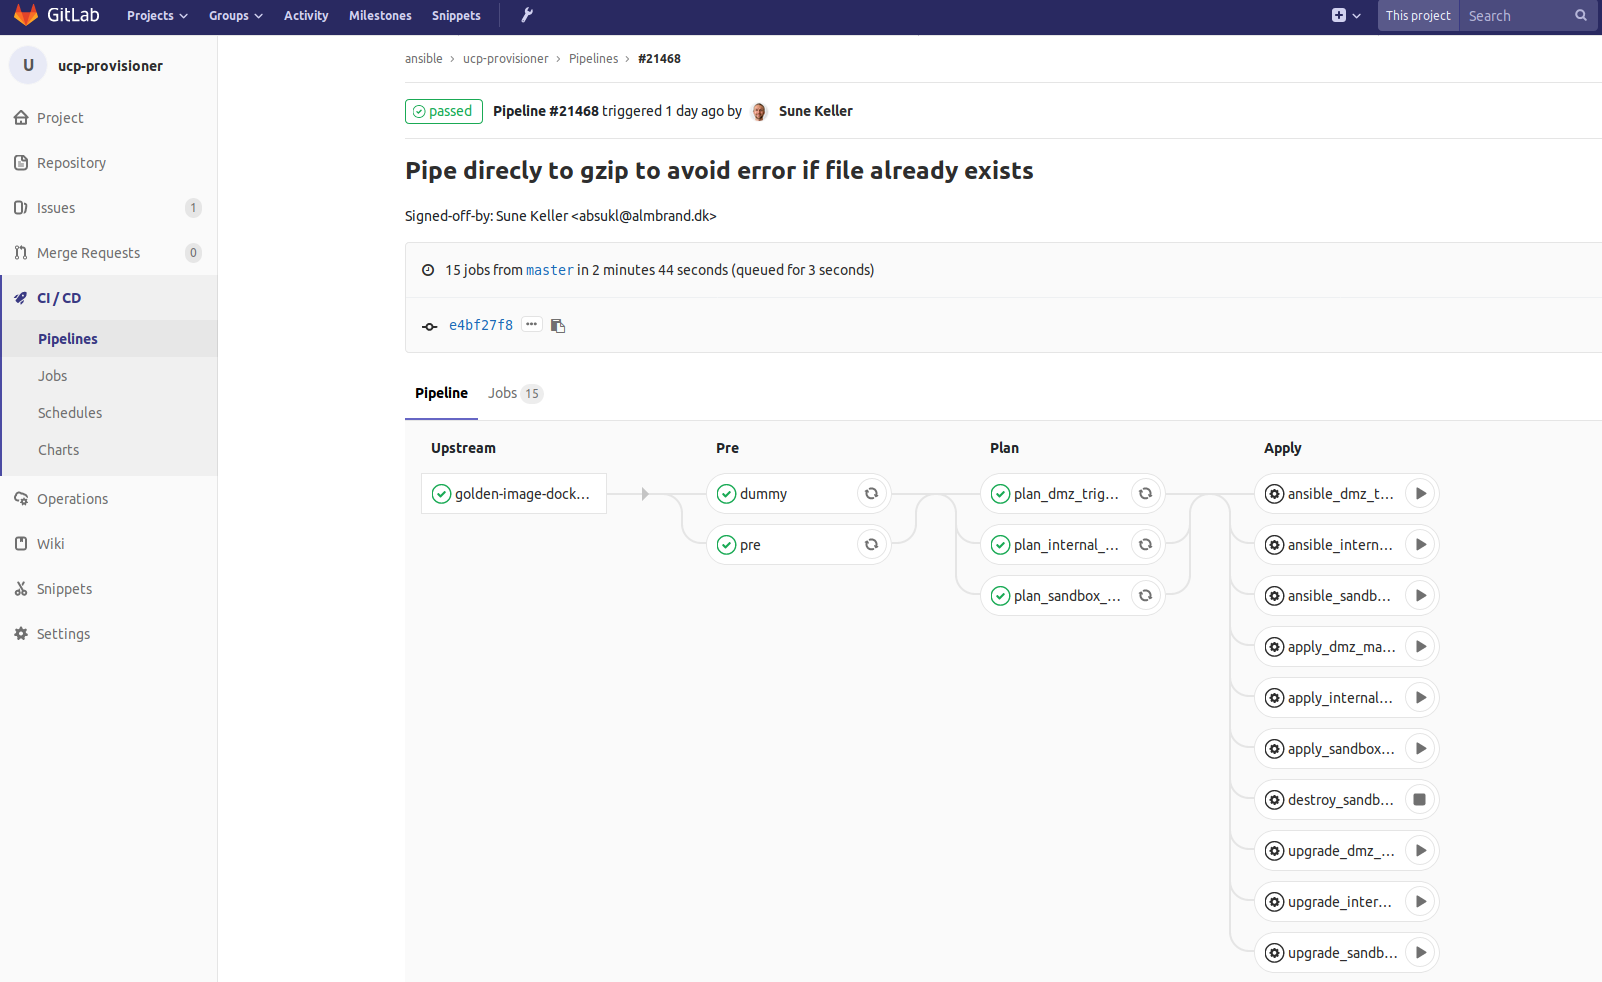 GitLab Projects Groups Activity Milestones Snippets This project Search
U ucp-provisioner
Project
Repository
Issues 1
Merge Requests 0
CI / CD
Pipelines
Jobs
Schedules
Charts
Operations
Wiki
Snippets
Settings
ansible › ucp-provisioner › Pipelines › #21468
passed Pipeline #21468 triggered 1 day ago by Sune Keller
Pipe direcly to gzip to avoid error if file already exists
Signed-off-by: Sune Keller <absukl@almbrand.dk>
15 jobs from master in 2 minutes 44 seconds (queued for 3 seconds)
e4bf27f8 ...
Pipeline Jobs 15
Upstream
golden-image-dock...
Pre
dummy
pre
Plan
plan_dmz_trig...
plan_internal_...
plan_sandbox_...
Apply
ansible_dmz_t...
ansible_intern...
ansible_sandb...
apply_dmz_ma...
apply_internal...
apply_sandbox...
destroy_sandb...
upgrade_dmz_...
upgrade_inter...
upgrade_sandb...